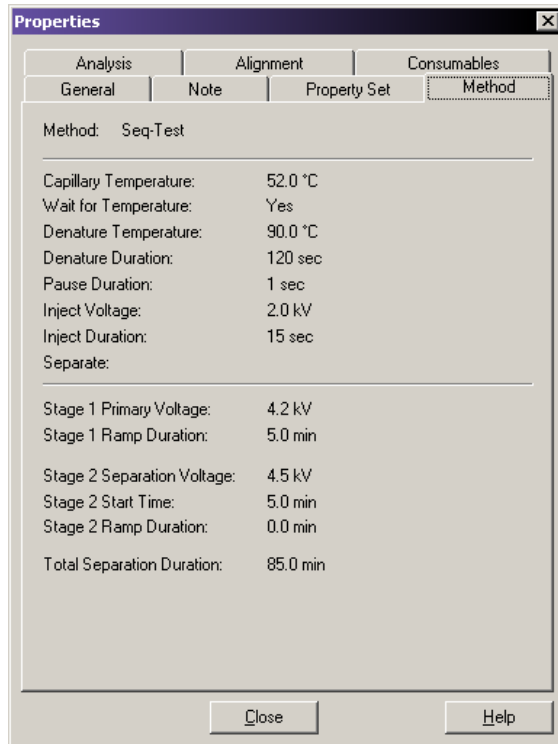 Properties
Analysis Alignment Consumables
General Note Property Set Method
Method: Seq-Test
Capillary Temperature: 52.0 °C
Wait for Temperature: Yes
Denature Temperature: 90.0 °C
Denature Duration: 120 sec
Pause Duration: 1 sec
Inject Voltage: 2.0 kV
Inject Duration: 15 sec
Separate:
Stage 1 Primary Voltage: 4.2 kV
Stage 1 Ramp Duration: 5.0 min
Stage 2 Separation Voltage: 4.5 kV
Stage 2 Start Time: 5.0 min
Stage 2 Ramp Duration: 0.0 min
Total Separation Duration: 85.0 min
Close Help